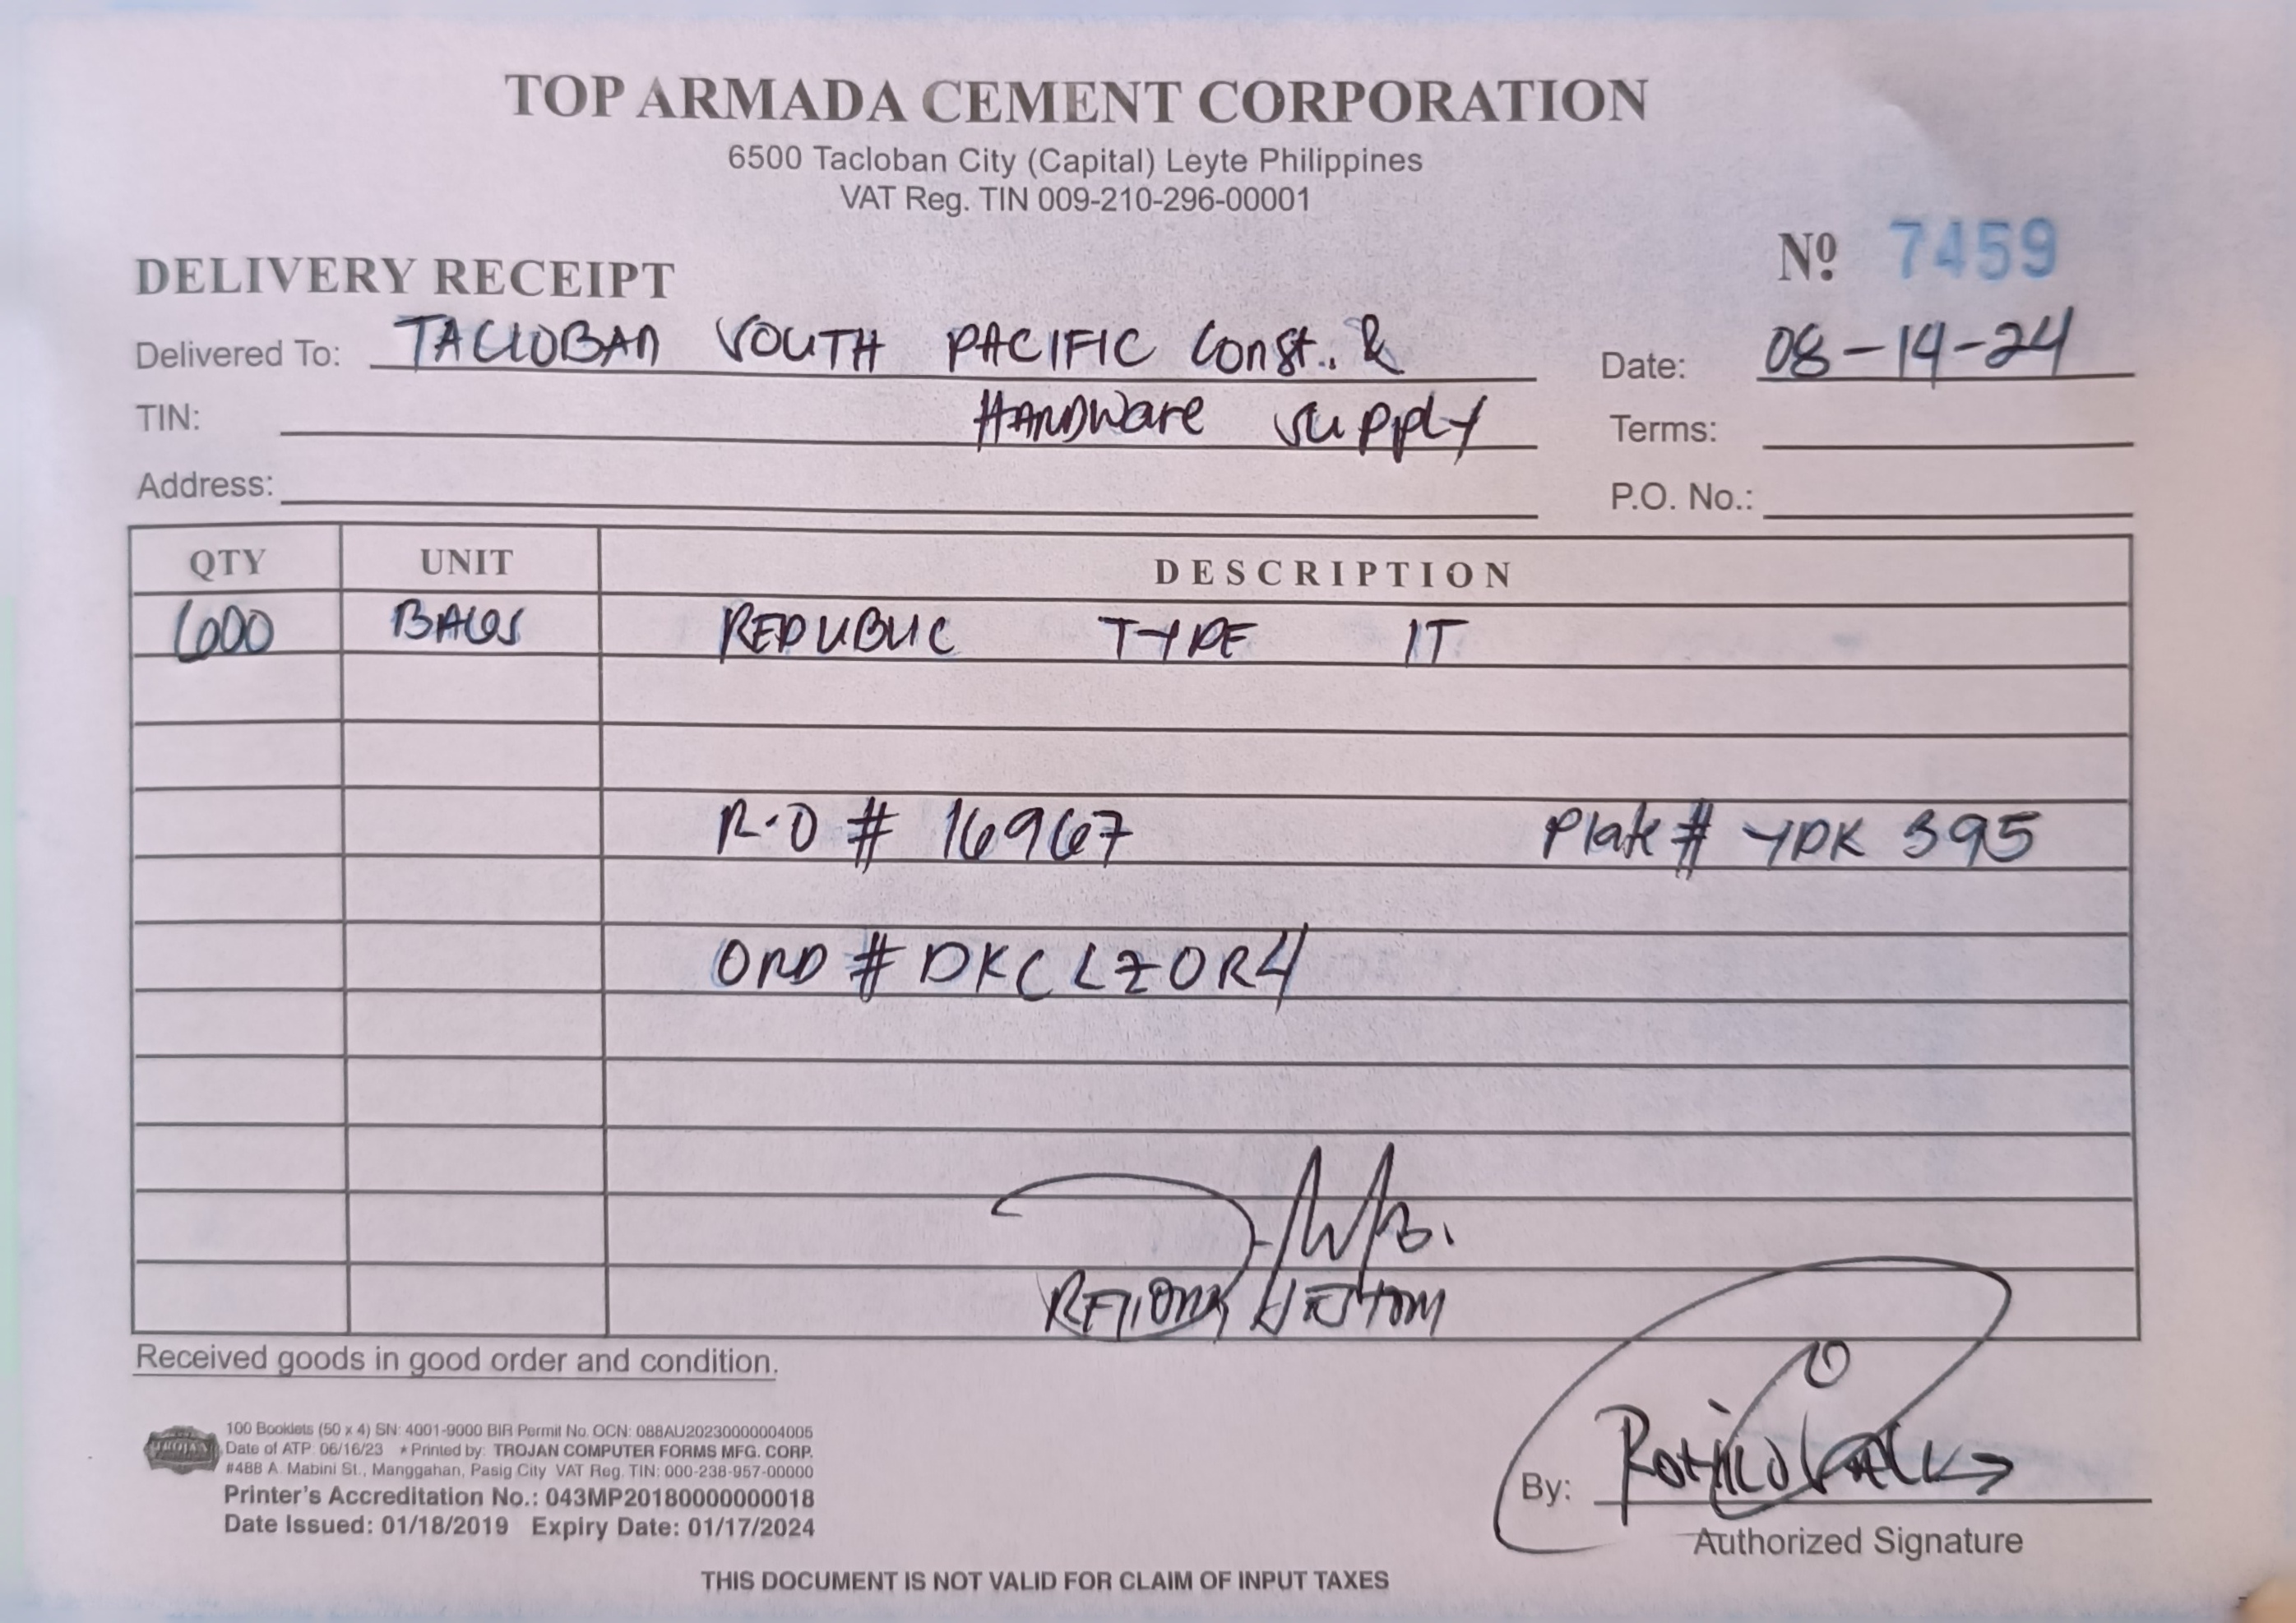 TOP ARMADA CEMENT CORPORATION
6500 Tacloban City (Capital) Leyte Philippines
VAT Reg. TIN 009-210-296-00001
Nº 7459
DELIVERY RECEIPT
Delivered To: TACLOBAN SOUTH PACIFIC Const. & Date: 08-14-24
TIN: HARDWare supply Terms:
Address: P.O. No.:
QTY UNIT DESCRIPTION
600 BAGS REPUBLIC TYPE IT
R.O # 16967 Plate # YPK 395
ORD # DKCLZOR4
Received goods in good order and condition.
TROJAN
100 Booklets (50 x 4) SN: 4001-9000 BIR Permit No. OCN: 088AU20230000004005
Date of ATP 06/16/23 * Printed by: TROJAN COMPUTER FORMS MFG. CORP.
#488 A. Mabini St., Manggahan, Pasig City VAT Reg. TIN: 000-238-957-00000
Printer's Accreditation No.: 043MP20180000000018
Date Issued: 01/18/2019 Expiry Date: 01/17/2024
By:
Authorized Signature
THIS DOCUMENT IS NOT VALID FOR CLAIM OF INPUT TAXES